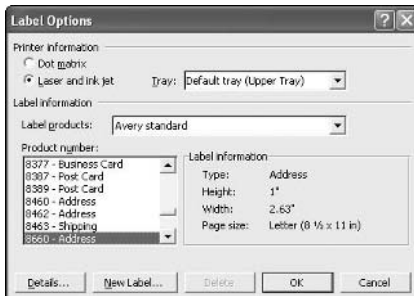 Label Options
Printer information
Dot matrix
Laser and ink jet Tray: Default tray (Upper Tray)
Label information
Label products: Avery standard
Product number:
8377 - Business Card
8387 - Post Card
8389 - Post Card
8460 - Address
8462 - Address
8463 - Shipping
8660 - Address
Label information
Type: Address
Height: 1"
Width: 2.63"
Page size: Letter (8 ½ x 11 in)
Details... New Label... Delete OK Cancel